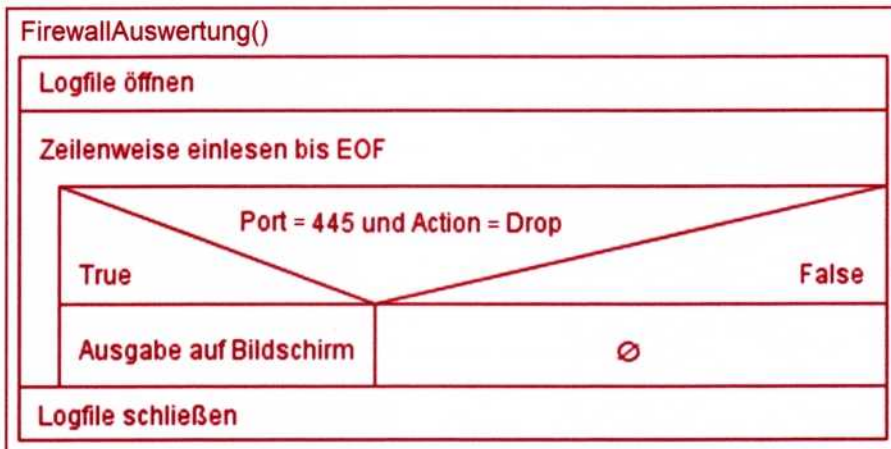 FirewallAuswertung()
Logfile öffnen
Zeilenweise einlesen bis EOF
Port = 445 und Action = Drop
True
False
Ausgabe auf Bildschirm
∅
Logfile schließen